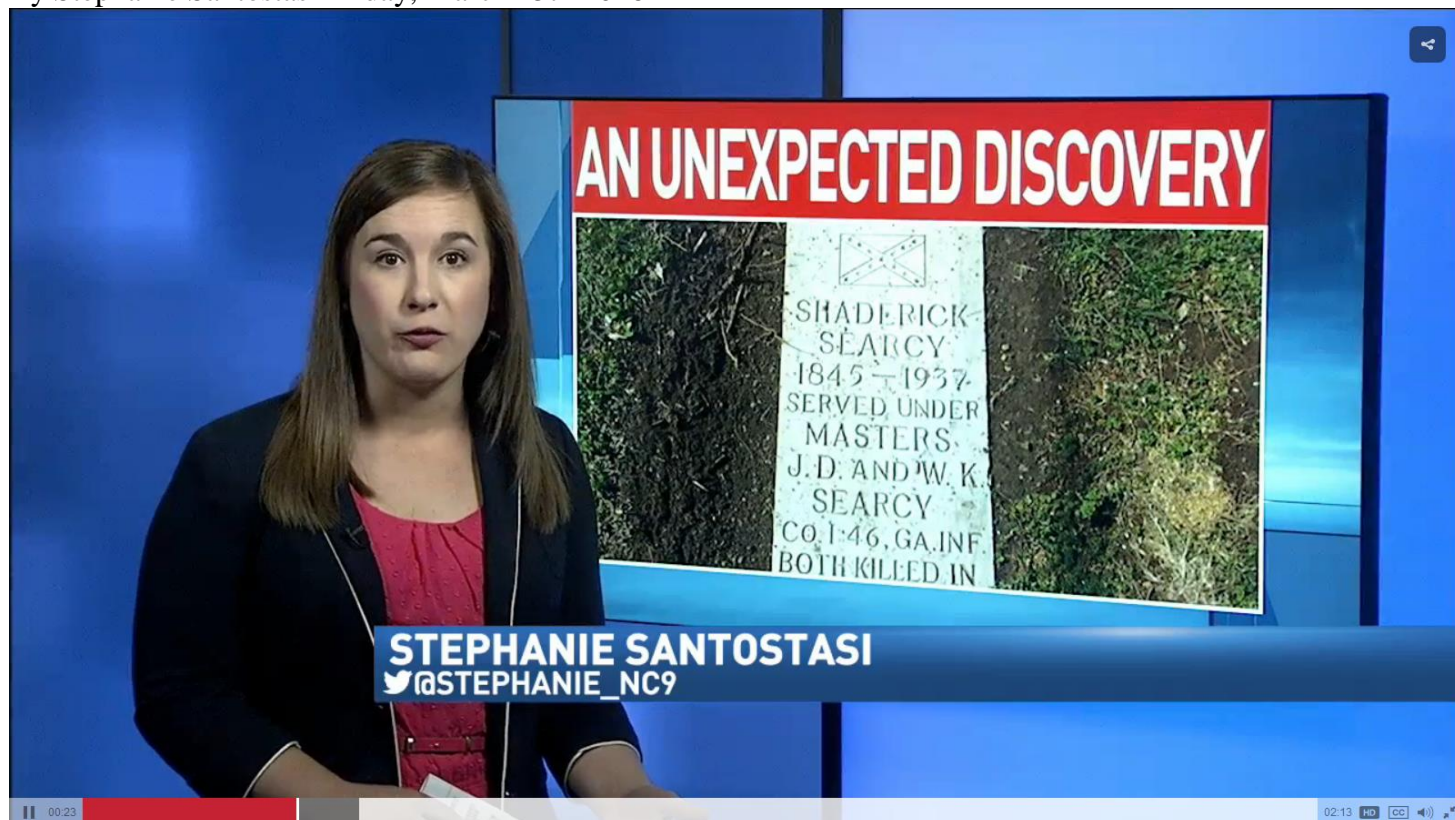 AN UNEXPECTED DISCOVERY
SHADERICK
SEARCY
1845 – 1937
SERVED UNDER
MASTERS
J.D. AND W. K.
SEARCY
CO. I. 46, GA. INF
BOTH KILLED IN
STEPHANIE SANTOSTASI
@STEPHANIE_NC9
00:23
02:13 HD CC